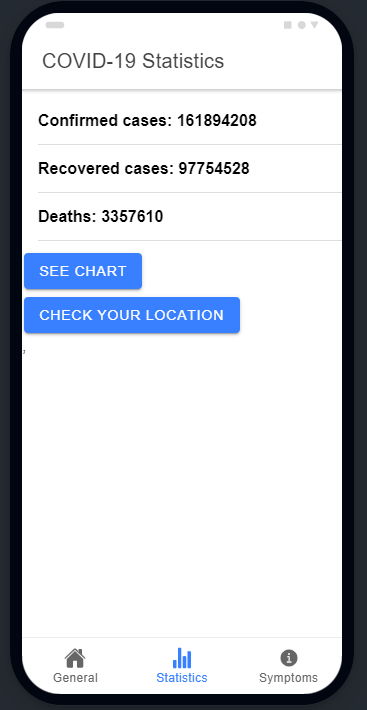 COVID-19 Statistics
Confirmed cases: 161894208
Recovered cases: 97754528
Deaths: 3357610
SEE CHART
CHECK YOUR LOCATION
,
General
Statistics
Symptoms